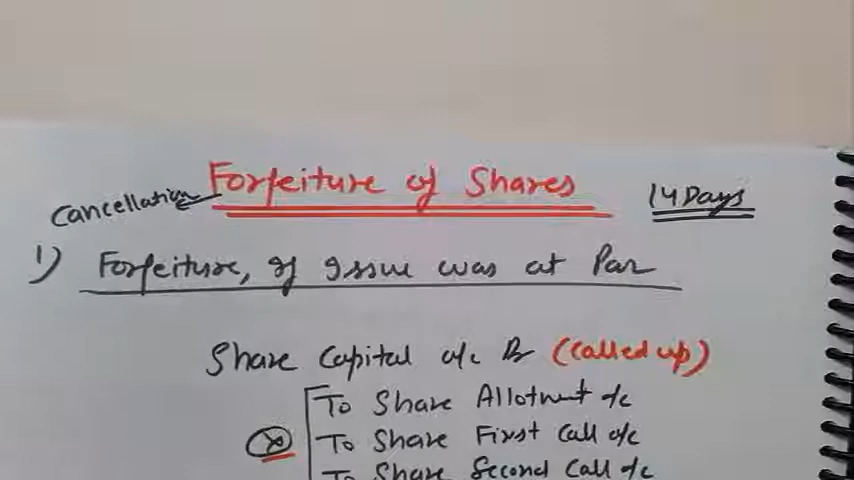 Forfeiture of Shares
Cancellation
14 Days
1) Forfeiture, if Issue was at Par
Share Capital a/c Dr (Called up)
To Share Allotment a/c
To Share First Call a/c
To Share Second Call a/c